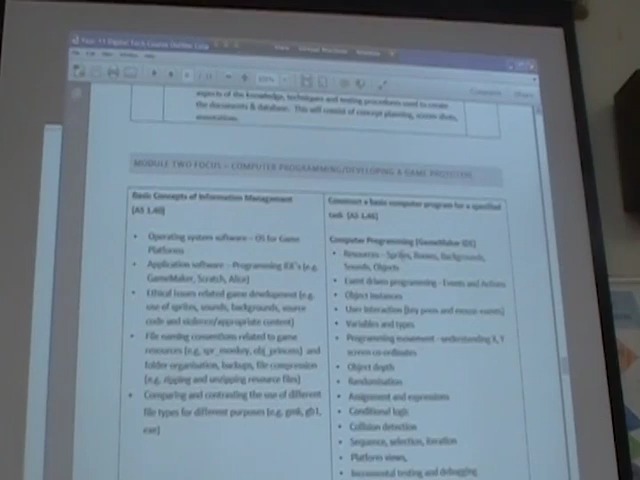 Year 11 Digital Tech Course Outline
aspects of the knowledge, techniques and testing procedures used to create
the documents & database. This will consist of concept planning, screen shots,
annotations.
MODULE TWO FOCUS – COMPUTER PROGRAMMING/DEVELOPING A GAME PROTOTYPE
Basic Concepts of Information Management
(AS 1.40)
• Operating system software – OS for Game
Platforms
• Application software – Programming IDE's (e.g.
GameMaker, Scratch, Alice)
• Ethical issues related game development (e.g.
use of sprites, sounds, backgrounds, source
code and violence/appropriate content)
• File naming conventions related to game
resources (e.g. spr_monkey, obj_princess) and
folder organisation, backups, file compression
(e.g. zipping and unzipping resource files)
• Comparing and contrasting the use of different
file types for different purposes (e.g. gmk, gb1,
exe)
Construct a basic computer program for a specified
task (AS 1.46)
Computer Programming (GameMaker IDE)
• Resources – Sprites, Rooms, Backgrounds,
Sounds, Objects
• Event driven programming - Events and Actions
• Object instances
• User interaction (key press and mouse events)
• Variables and types
• Programming movement - understanding X, Y
screen co-ordinates
• Object depth
• Randomisation
• Assignment and expressions
• Conditional logic
• Collision detection
• Sequence, selection, iteration
• Platform views,
• Incremental testing and debugging